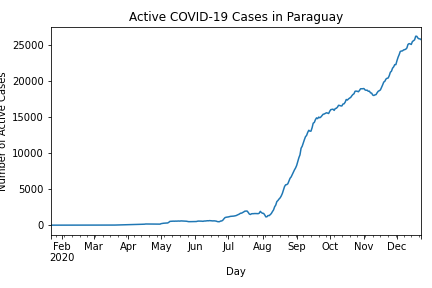 Active COVID-19 Cases in Paraguay
Number of Active Cases
25000
20000
15000
10000
5000
0
Feb Mar Apr May Jun Jul Aug Sep Oct Nov Dec
2020
Day